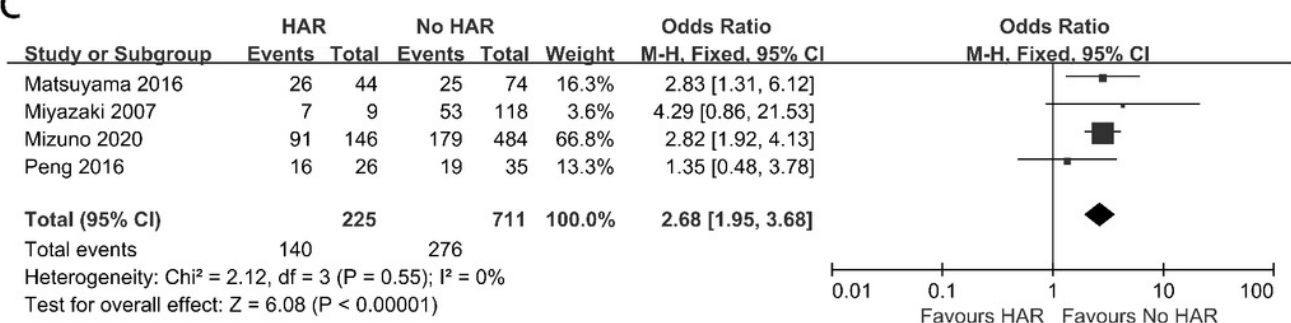 C
HAR No HAR Odds Ratio Odds Ratio
Study or Subgroup Events Total Events Total Weight M-H, Fixed, 95% CI M-H, Fixed, 95% CI
Matsuyama 2016 26 44 25 74 16.3% 2.83 [1.31, 6.12]
Miyazaki 2007 7 9 53 118 3.6% 4.29 [0.86, 21.53]
Mizuno 2020 91 146 179 484 66.8% 2.82 [1.92, 4.13]
Peng 2016 16 26 19 35 13.3% 1.35 [0.48, 3.78]
Total (95% CI) 225 711 100.0% 2.68 [1.95, 3.68]
Total events 140 276
Heterogeneity: Chi² = 2.12, df = 3 (P = 0.55); I² = 0%
Test for overall effect: Z = 6.08 (P < 0.00001)
0.01 0.1 1 10 100
Favours HAR Favours No HAR